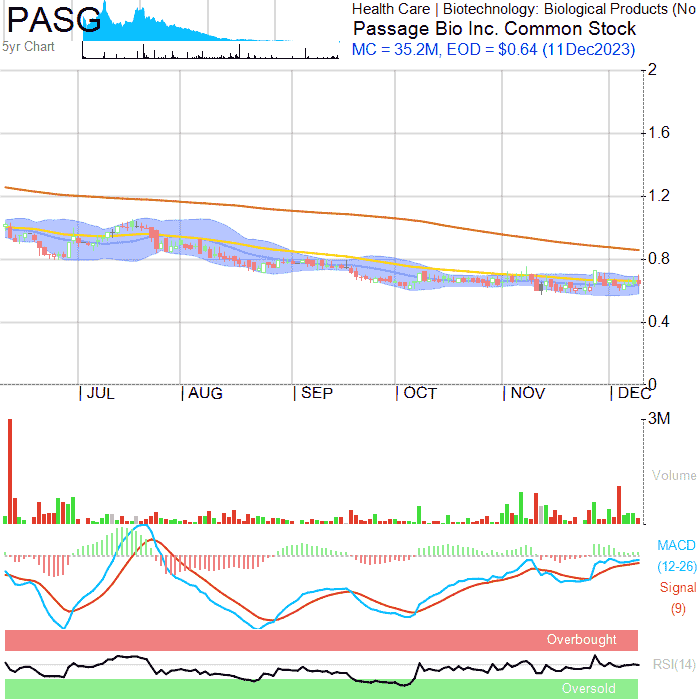 PASG
Health Care | Biotechnology: Biological Products (No
Passage Bio Inc. Common Stock
5yr Chart
MC = 35.2M, EOD = $0.64 (11Dec2023)
2
1.6
1.2
0.8
0.4
0
| JUL | AUG | SEP | OCT | NOV | DEC
3M
Volume
MACD
(12-26)
Signal
(9)
Overbought
RSI(14)
Oversold